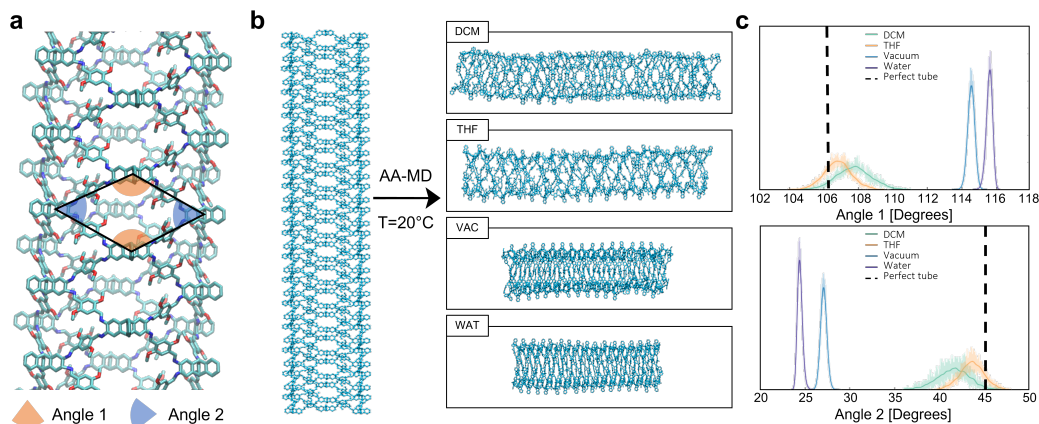 a
Angle 1
Angle 2
b
AA-MD
T=20°C
DCM
THF
VAC
WAT
c
DCM
THF
Vacuum
Water
Perfect tube
102 104 106 108 110 112 114 116 118
Angle 1 [Degrees]
DCM
THF
Vacuum
Water
Perfect tube
20 25 30 35 40 45 50
Angle 2 [Degrees]